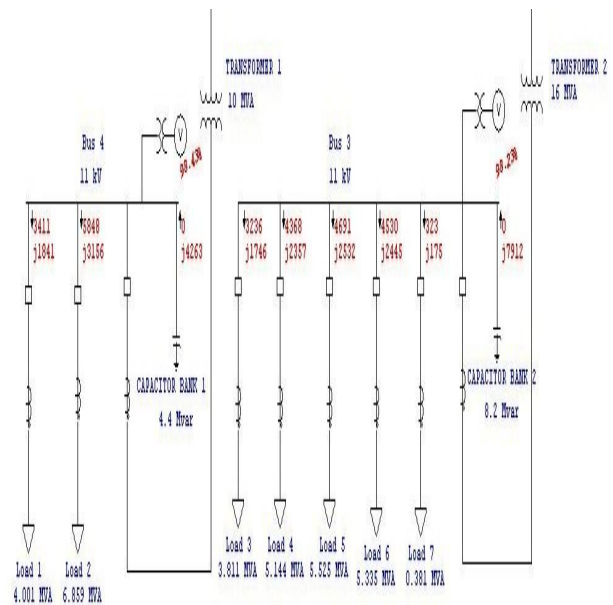 TRANSFORMER 1
10 MVA
V
98.43%
Bus 4
11 kV
3411
j1841
5848
j3156
0
j4263
CAPACITOR BANK 1
4.4 Mvar
Load 1
4.001 MVA
Load 2
6.859 MVA
TRANSFORMER 2
16 MVA
V
98.23%
Bus 3
11 kV
3236
j1746
4368
j2357
4691
j2532
4530
j2445
323
j175
0
j7912
CAPACITOR BANK 2
8.2 Mvar
Load 3
3.811 MVA
Load 4
5.144 MVA
Load 5
5.525 MVA
Load 6
5.335 MVA
Load 7
0.381 MVA